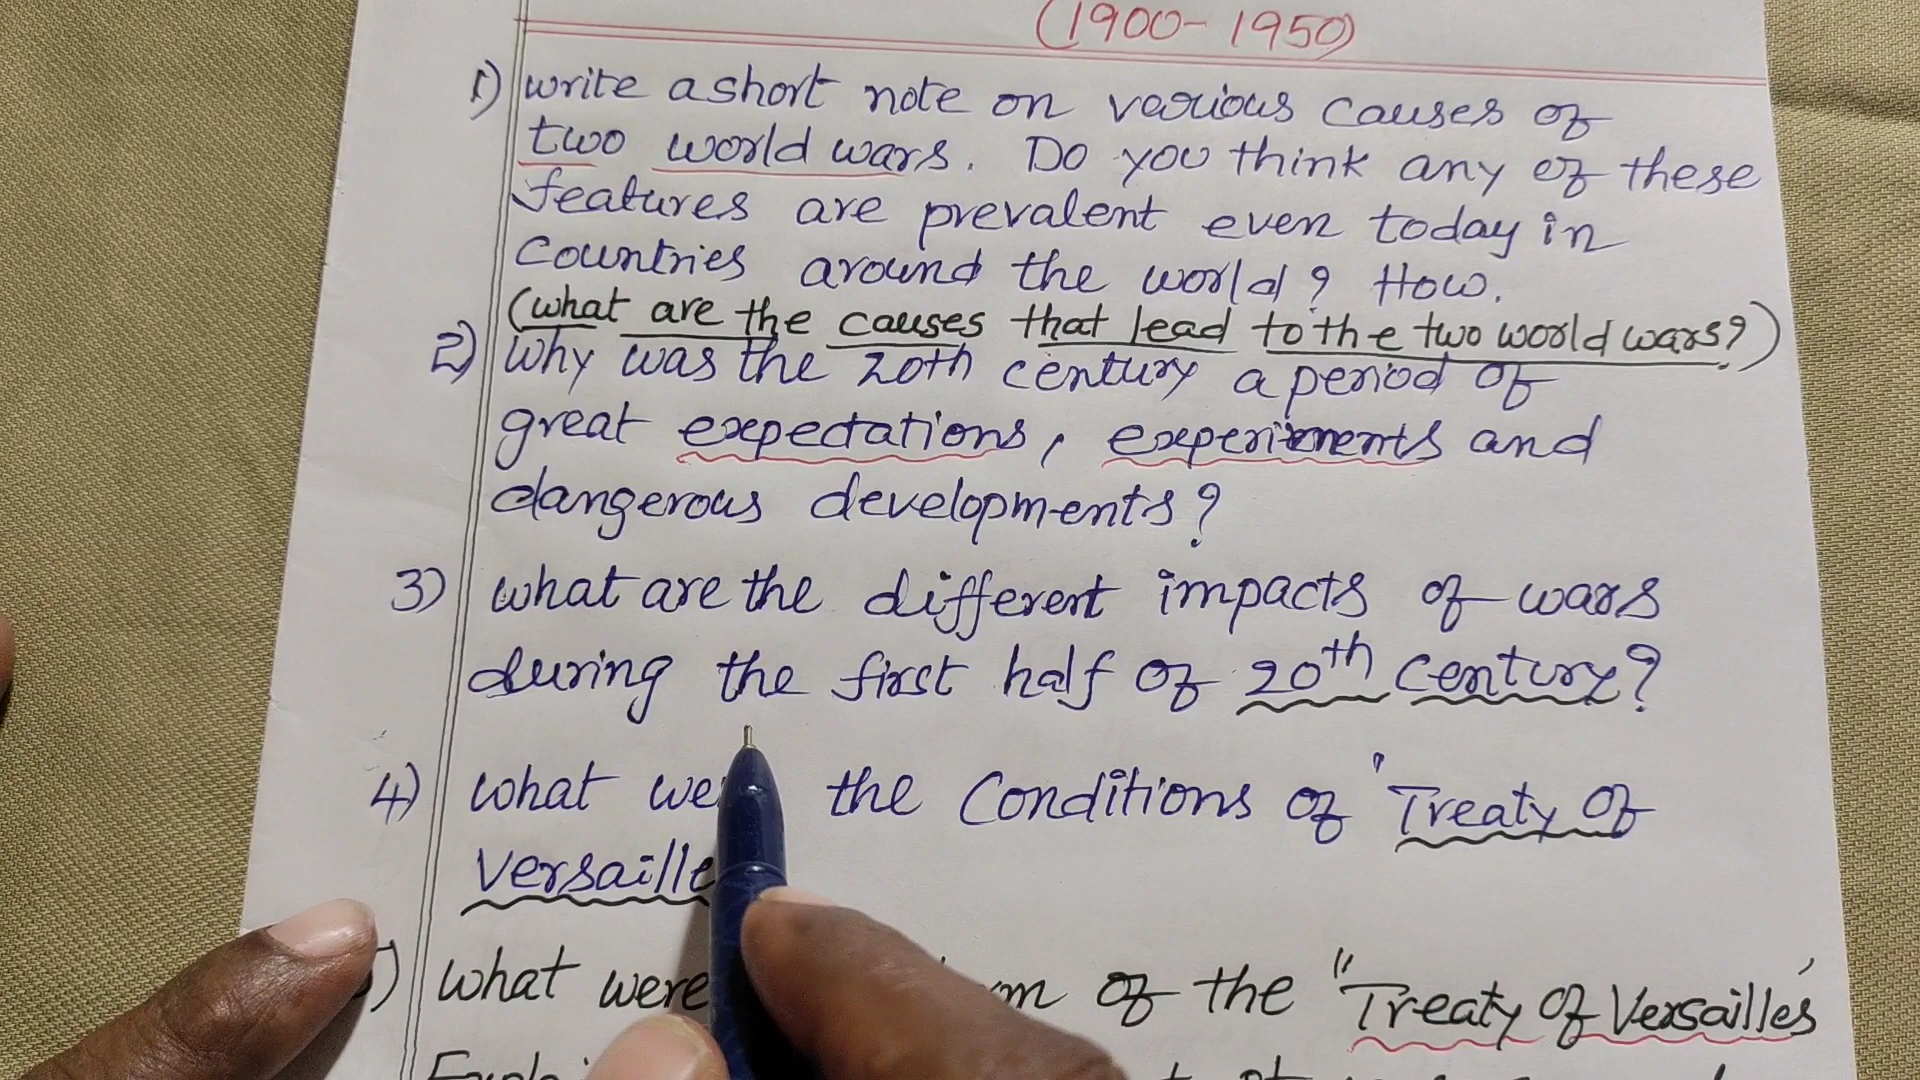 (1900-1950)
1) write a short note on various causes of
two world wars. Do you think any of these
features are prevalent even today in
countries around the world? How.
(what are the causes that lead to the two world wars?)
2) Why was the 20th century a period of
great expectations, experiments and
dangerous developments?
3) what are the different impacts of wars
during the first half of 20th century?
4) what the Conditions of 'Treaty of
Versaille
what were of the "Treaty of Versailles